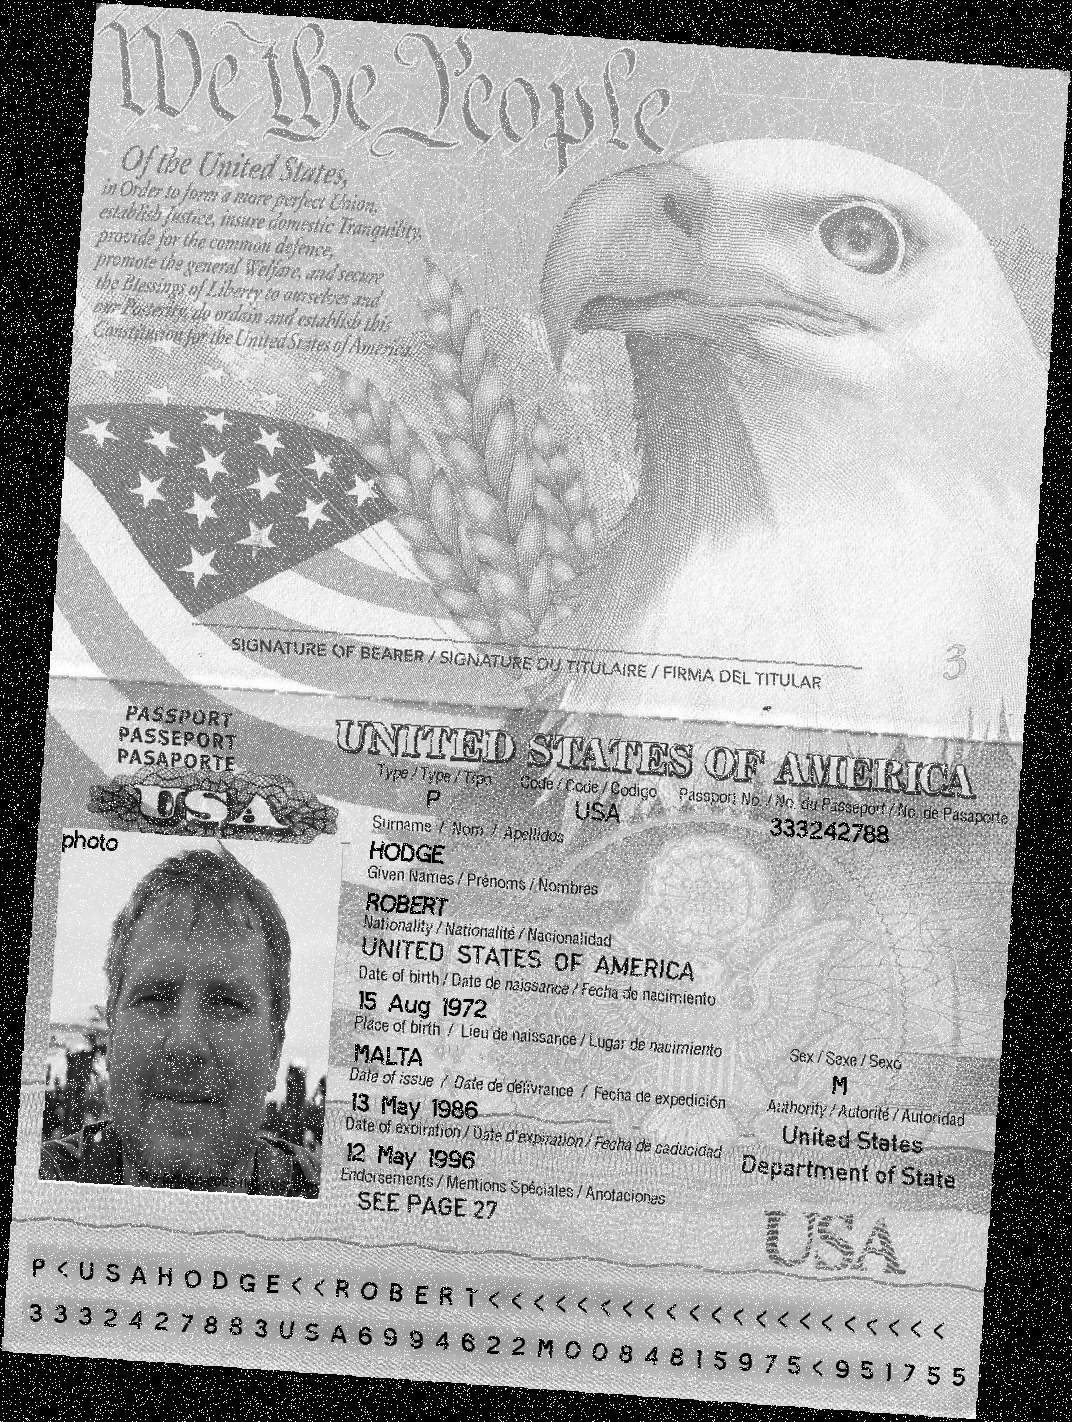 We the People
Of the United States,
in Order to form a more perfect Union,
establish Justice, insure domestic Tranquility,
provide for the common defence,
promote the general Welfare, and secure
the Blessings of Liberty to ourselves and
our Posterity, do ordain and establish this
Constitution for the United States of America.
SIGNATURE OF BEARER / SIGNATURE DU TITULAIRE / FIRMA DEL TITULAR
3
PASSPORT
PASSEPORT
PASAPORTE
USA
UNITED STATES OF AMERICA
Type / Type / Tipo Code / Code / Codigo Passport No. / No. du Passeport / No. de Pasaporte
P USA 333242788
Surname / Nom / Apellidos
HODGE
Given Names / Prénoms / Nombres
ROBERT
Nationality / Nationalité / Nacionalidad
UNITED STATES OF AMERICA
Date of birth / Date de naissance / Fecha de nacimiento
15 Aug 1972
Place of birth / Lieu de naissance / Lugar de nacimiento
MALTA
Sex / Sexe / Sexo
M
Date of issue / Date de délivrance / Fecha de expedición
13 May 1986
Authority / Autorité / Autoridad
United States
Department of State
Date of expiration / Date d'expiration / Fecha de caducidad
12 May 1996
Endorsements / Mentions Spéciales / Anotaciones
SEE PAGE 27
USA
photo
P<USAHODGE<<ROBERT<<<<<<<<<<<<<<<<<<<<
3332427883USA6994622M0084815975<951755